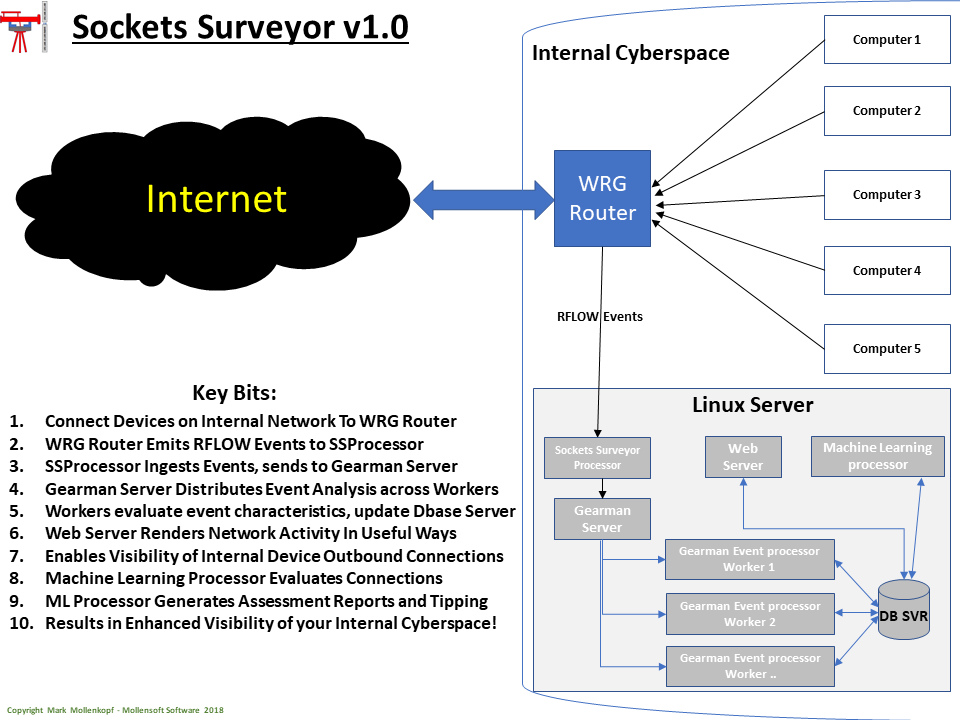 Sockets Surveyor v1.0
Internal Cyberspace
Computer 1
Computer 2
Computer 3
Computer 4
Computer 5
Internet
WRG
Router
RFLOW Events
Key Bits:
1. Connect Devices on Internal Network To WRG Router
2. WRG Router Emits RFLOW Events to SSProcessor
3. SSProcessor Ingests Events, sends to Gearman Server
4. Gearman Server Distributes Event Analysis across Workers
5. Workers evaluate event characteristics, update Dbase Server
6. Web Server Renders Network Activity In Useful Ways
7. Enables Visibility of Internal Device Outbound Connections
8. Machine Learning Processor Evaluates Connections
9. ML Processor Generates Assessment Reports and Tipping
10. Results in Enhanced Visibility of your Internal Cyberspace!
Linux Server
Sockets Surveyor
Processor
Web
Server
Machine Learning
processor
Gearman
Server
Gearman Event processor
Worker 1
Gearman Event processor
Worker 2
Gearman Event processor
Worker ..
DB SVR
Copyright Mark Mollenkopf - Mollensoft Software 2018